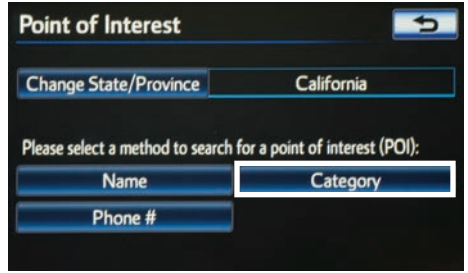 Point of Interest
Change State/Province California
Please select a method to search for a point of interest (POI):
Name Category
Phone #